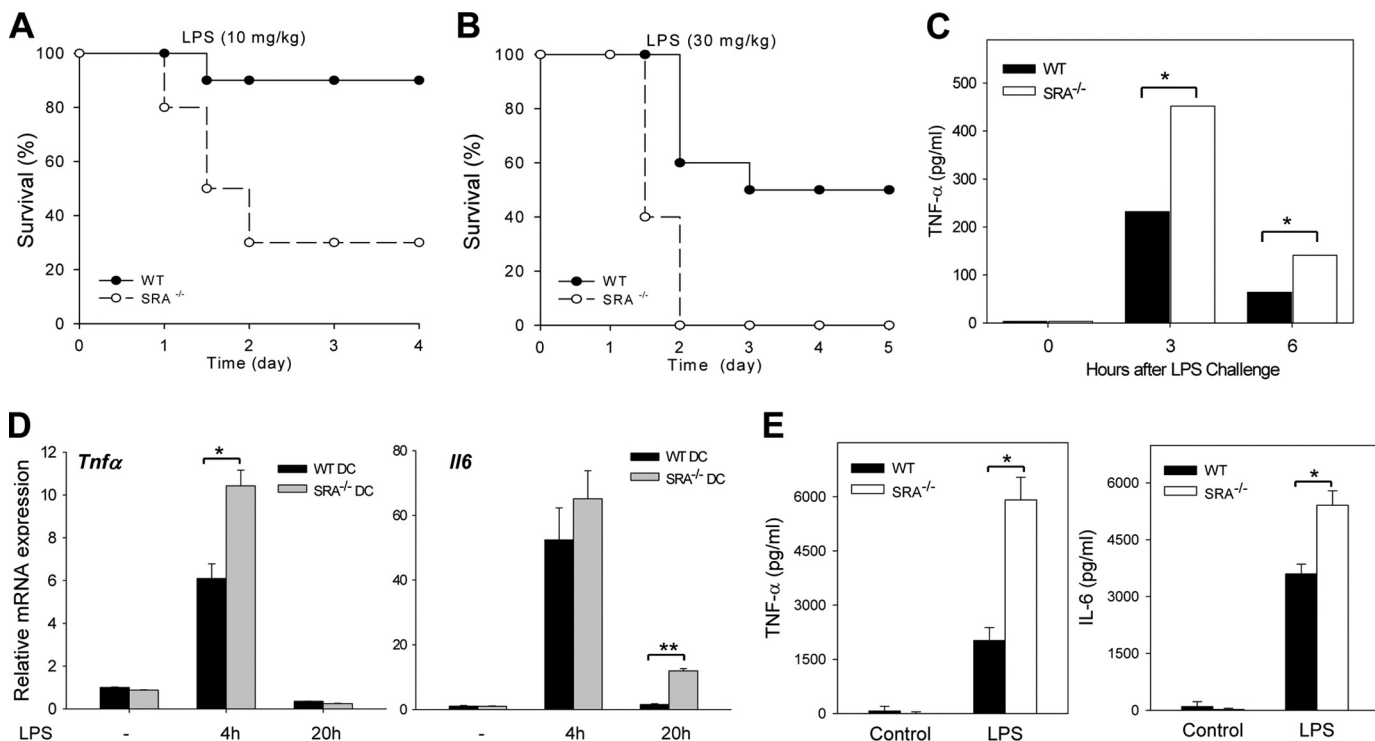 A
LPS (10 mg/kg)
Survival (%)
100
80
60
40
20
0
WT
SRA -/-
0 1 2 3 4
Time (day)
B
LPS (30 mg/kg)
Survival (%)
100
80
60
40
20
0
WT
SRA -/-
0 1 2 3 4 5
Time (day)
C
TNF-α (pg/ml)
500
400
300
200
100
0
WT
SRA-/-
*
*
0 3 6
Hours after LPS Challenge
D
Relative mRNA expression
12
10
8
6
4
2
0
Tnfα
*
WT DC
SRA-/- DC
LPS - 4h 20h
80
60
40
20
0
Il6
WT DC
SRA-/- DC
**
- 4h 20h
E
TNF-α (pg/ml)
6000
4500
3000
1500
0
WT
SRA-/-
*
Control LPS
IL-6 (pg/ml)
6000
4500
3000
1500
0
WT
SRA-/-
*
Control LPS